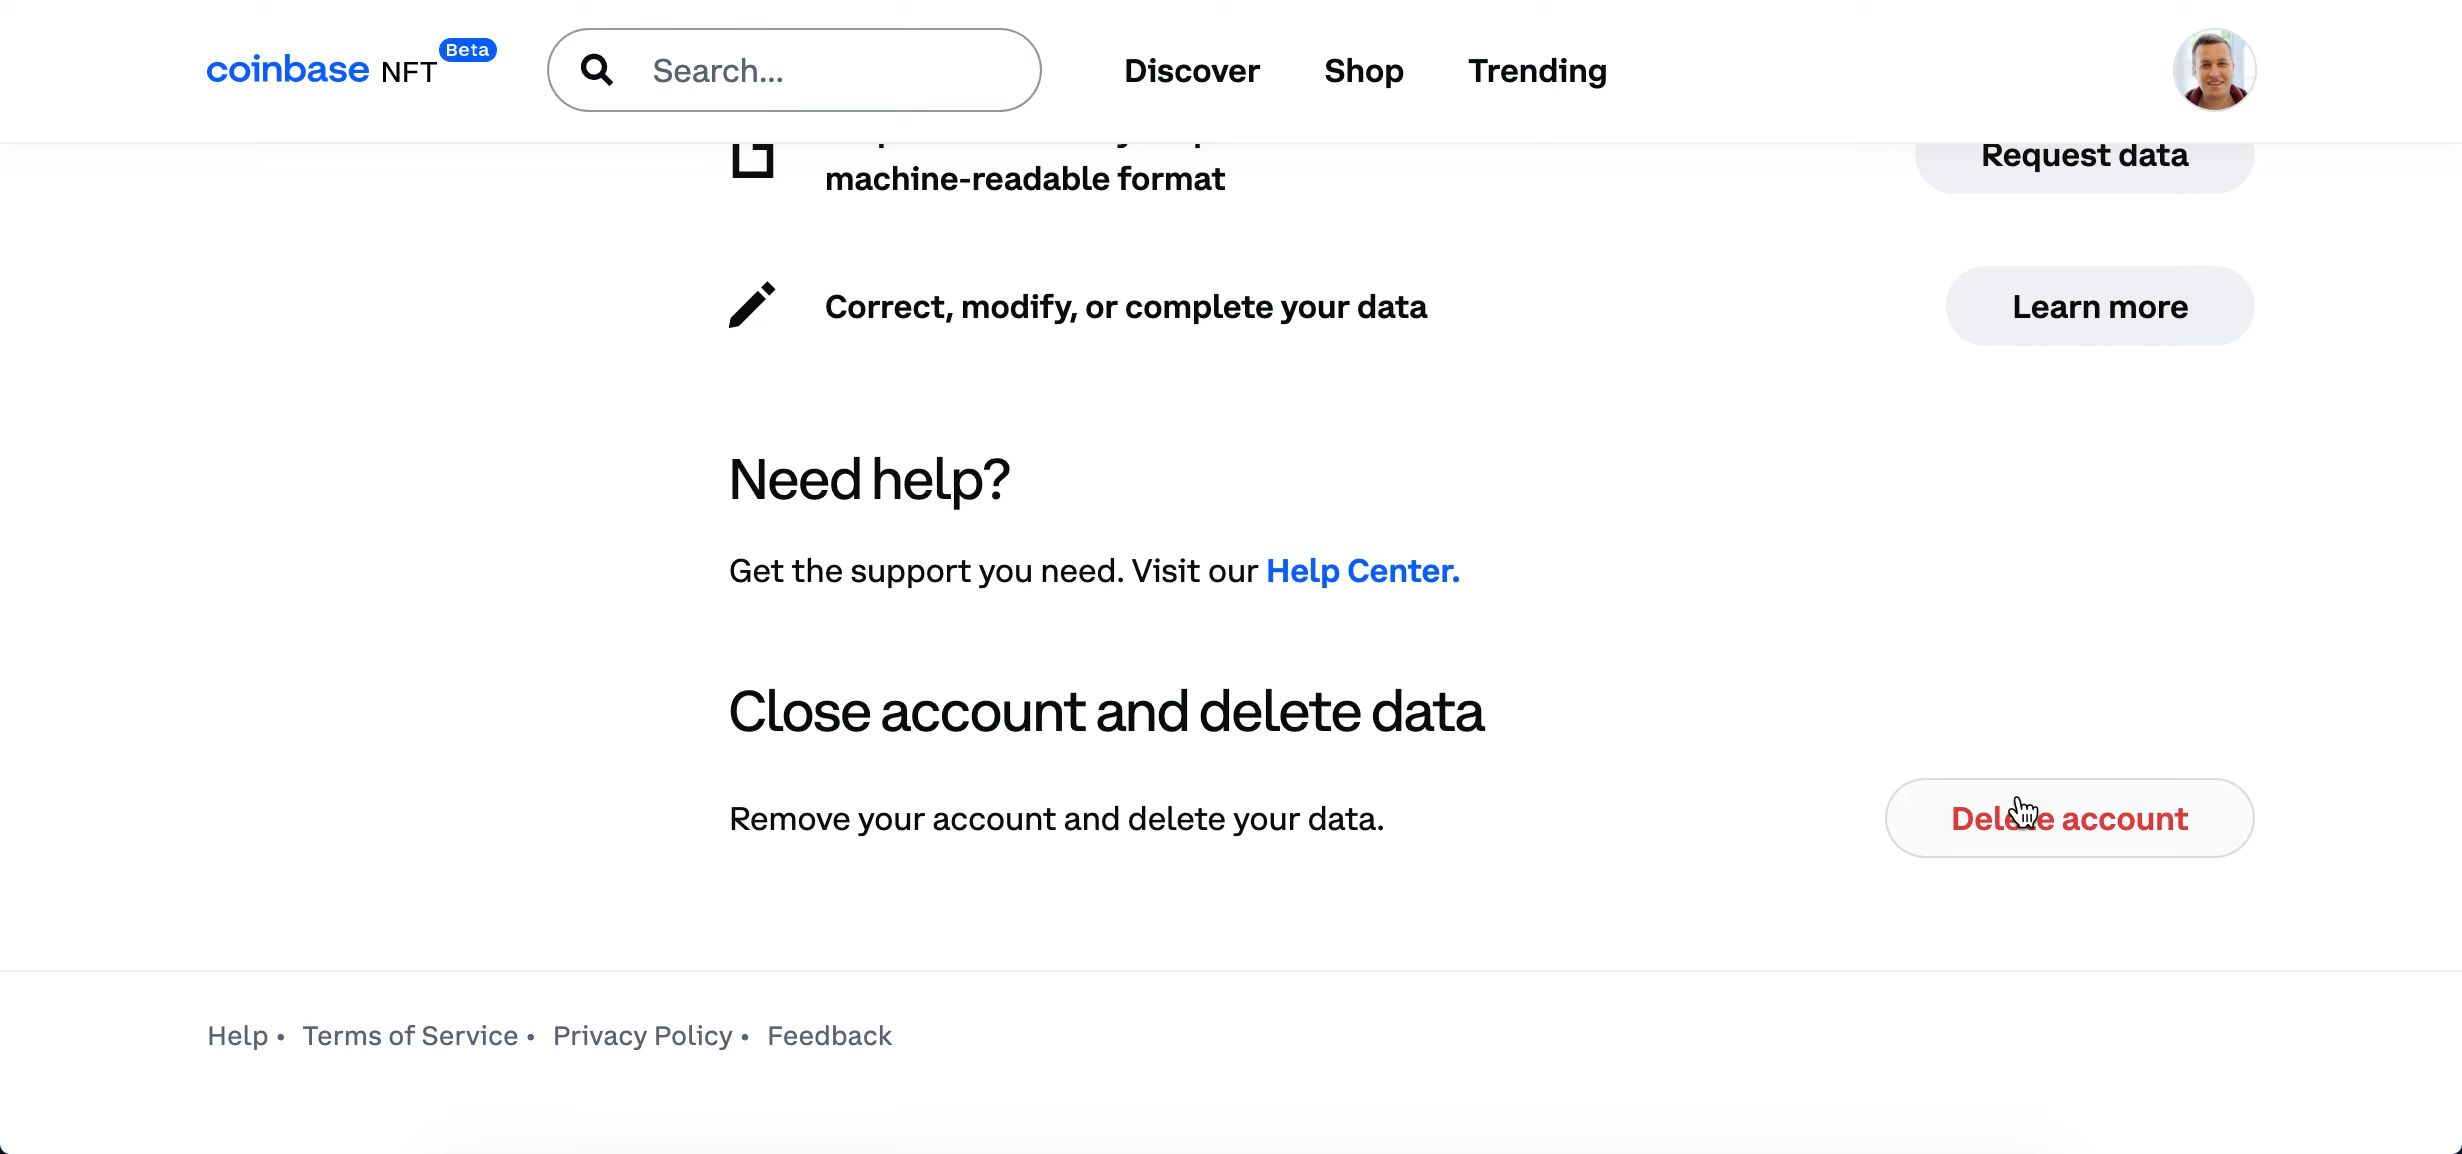 coinbase NFT Beta
Search...
Discover
Shop
Trending
machine-readable format
Request data
Correct, modify, or complete your data
Learn more
Need help?
Get the support you need. Visit our Help Center.
Close account and delete data
Remove your account and delete your data.
Delete account
Help • Terms of Service • Privacy Policy • Feedback